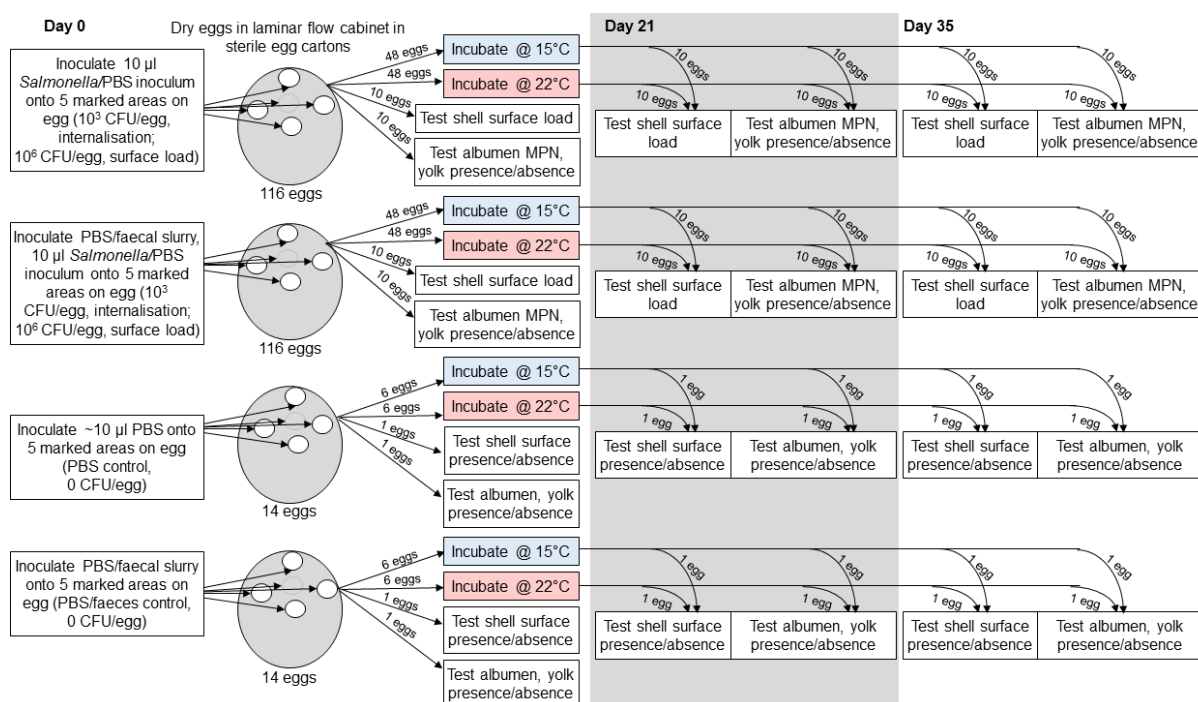 Day 0
Dry eggs in laminar flow cabinet in
sterile egg cartons
Day 21
Day 35
Inoculate 10 µl
Salmonella/PBS inoculum
onto 5 marked areas on
egg (10³ CFU/egg,
internalisation;
10⁶ CFU/egg, surface load)
116 eggs
48 eggs
48 eggs
10 eggs
10 eggs
Incubate @ 15°C
Incubate @ 22°C
Test shell surface load
Test albumen MPN,
yolk presence/absence
10 eggs
10 eggs
10 eggs
10 eggs
10 eggs
10 eggs
10 eggs
10 eggs
Test shell surface
load
Test albumen MPN,
yolk presence/absence
Test shell surface
load
Test albumen MPN,
yolk presence/absence
Inoculate PBS/faecal slurry,
10 µl Salmonella/PBS
inoculum onto 5 marked
areas on egg (10³
CFU/egg, internalisation;
10⁶ CFU/egg, surface load)
116 eggs
48 eggs
48 eggs
10 eggs
10 eggs
Incubate @ 15°C
Incubate @ 22°C
Test shell surface load
Test albumen MPN,
yolk presence/absence
10 eggs
10 eggs
10 eggs
10 eggs
10 eggs
10 eggs
10 eggs
10 eggs
Test shell surface
load
Test albumen MPN,
yolk presence/absence
Test shell surface
load
Test albumen MPN,
yolk presence/absence
Inoculate ~10 µl PBS onto
5 marked areas on egg
(PBS control,
0 CFU/egg)
14 eggs
6 eggs
6 eggs
1 eggs
1 eggs
Incubate @ 15°C
Incubate @ 22°C
Test shell surface
presence/absence
Test albumen, yolk
presence/absence
1 egg
1 egg
1 egg
1 egg
1 egg
1 egg
1 egg
1 egg
Test shell surface
presence/absence
Test albumen, yolk
presence/absence
Test shell surface
presence/absence
Test albumen, yolk
presence/absence
Inoculate PBS/faecal slurry
onto 5 marked areas on
egg (PBS/faeces control,
0 CFU/egg)
14 eggs
6 eggs
6 eggs
1 eggs
1 eggs
Incubate @ 15°C
Incubate @ 22°C
Test shell surface
presence/absence
Test albumen, yolk
presence/absence
1 egg
1 egg
1 egg
1 egg
1 egg
1 egg
1 egg
1 egg
Test shell surface
presence/absence
Test albumen, yolk
presence/absence
Test shell surface
presence/absence
Test albumen, yolk
presence/absence